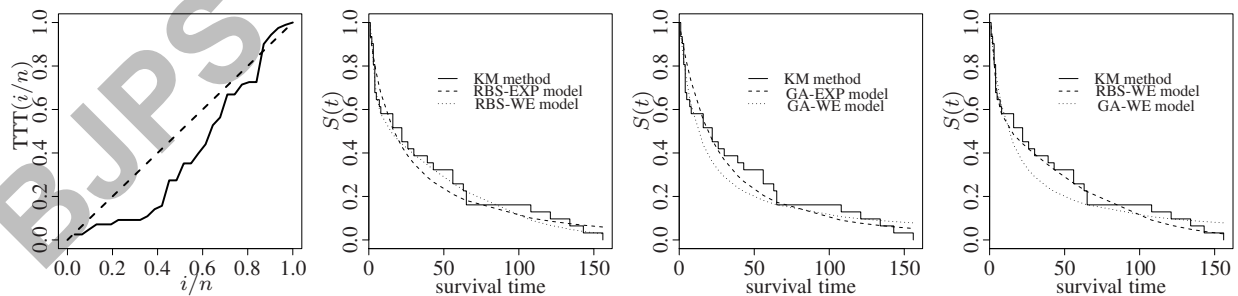 BJPS
TTT(i/n)
0.0 0.2 0.4 0.6 0.8 1.0
0.0 0.2 0.4 0.6 0.8 1.0
i/n
S(t)
0.0 0.2 0.4 0.6 0.8 1.0
KM method
RBS-EXP model
RBS-WE model
0 50 100 150
survival time
S(t)
0.0 0.2 0.4 0.6 0.8 1.0
KM method
GA-EXP model
GA-WE model
0 50 100 150
survival time
S(t)
0.0 0.2 0.4 0.6 0.8 1.0
KM method
RBS-WE model
GA-WE model
0 50 100 150
survival time